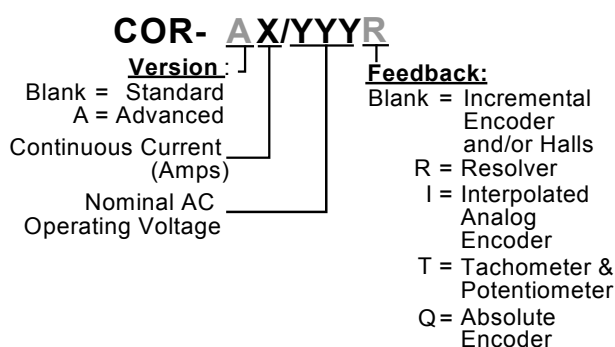 COR- AX/YYYR
Version:
Blank = Standard
A = Advanced
Continuous Current
(Amps)
Nominal AC
Operating Voltage
Feedback:
Blank = Incremental
Encoder
and/or Halls
R = Resolver
I = Interpolated
Analog
Encoder
T = Tachometer &
Potentiometer
Q = Absolute
Encoder